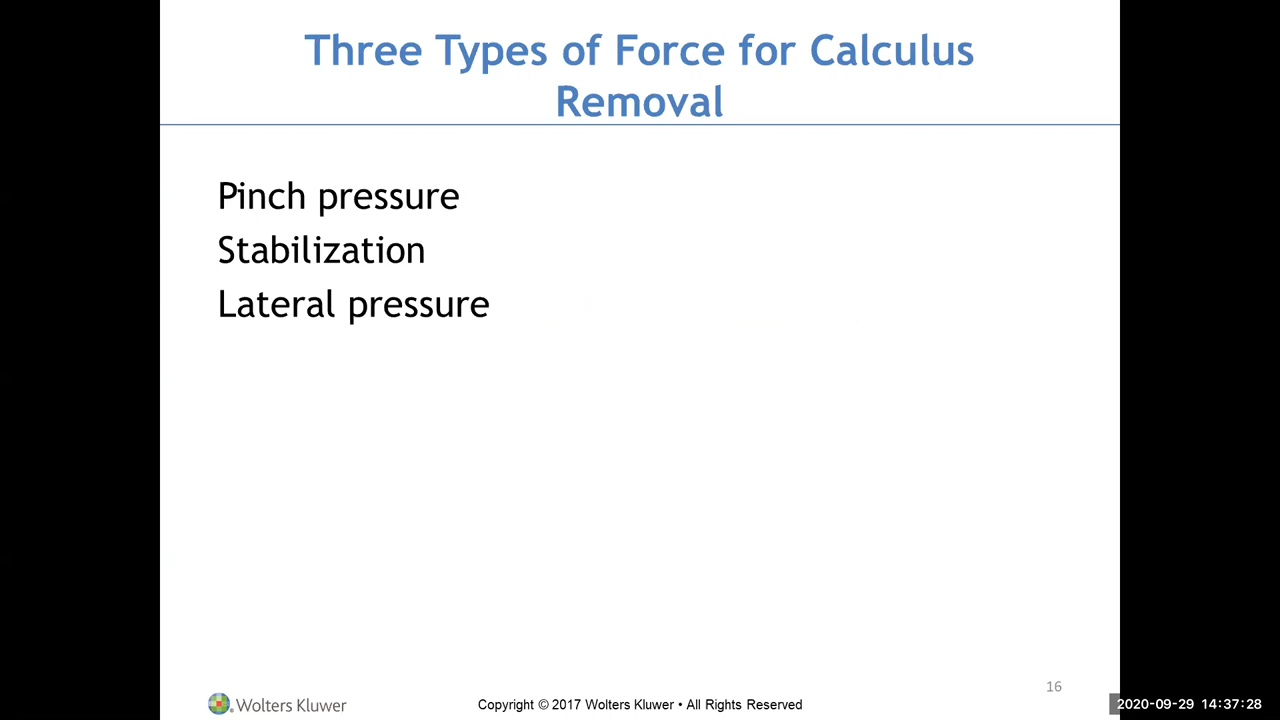 Three Types of Force for Calculus
Removal
Pinch pressure
Stabilization
Lateral pressure
16
Wolters Kluwer
Copyright © 2017 Wolters Kluwer • All Rights Reserved
2020-09-29 14:37:28